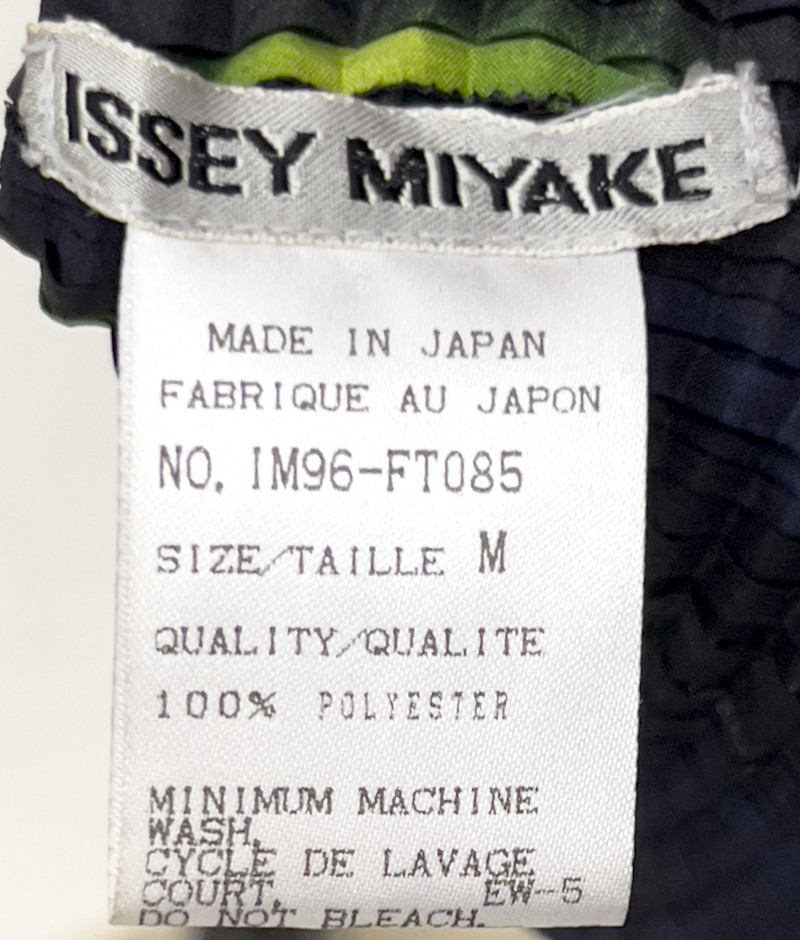 ISSEY MIYAKE
MADE IN JAPAN
FABRIQUE AU JAPON
NO. IM96-FT085
SIZE/TAILLE M
QUALITY/QUALITE
100% POLYESTER
MINIMUM MACHINE
WASH.
CYCLE DE LAVAGE
COURT. EW-5
DO NOT BLEACH.